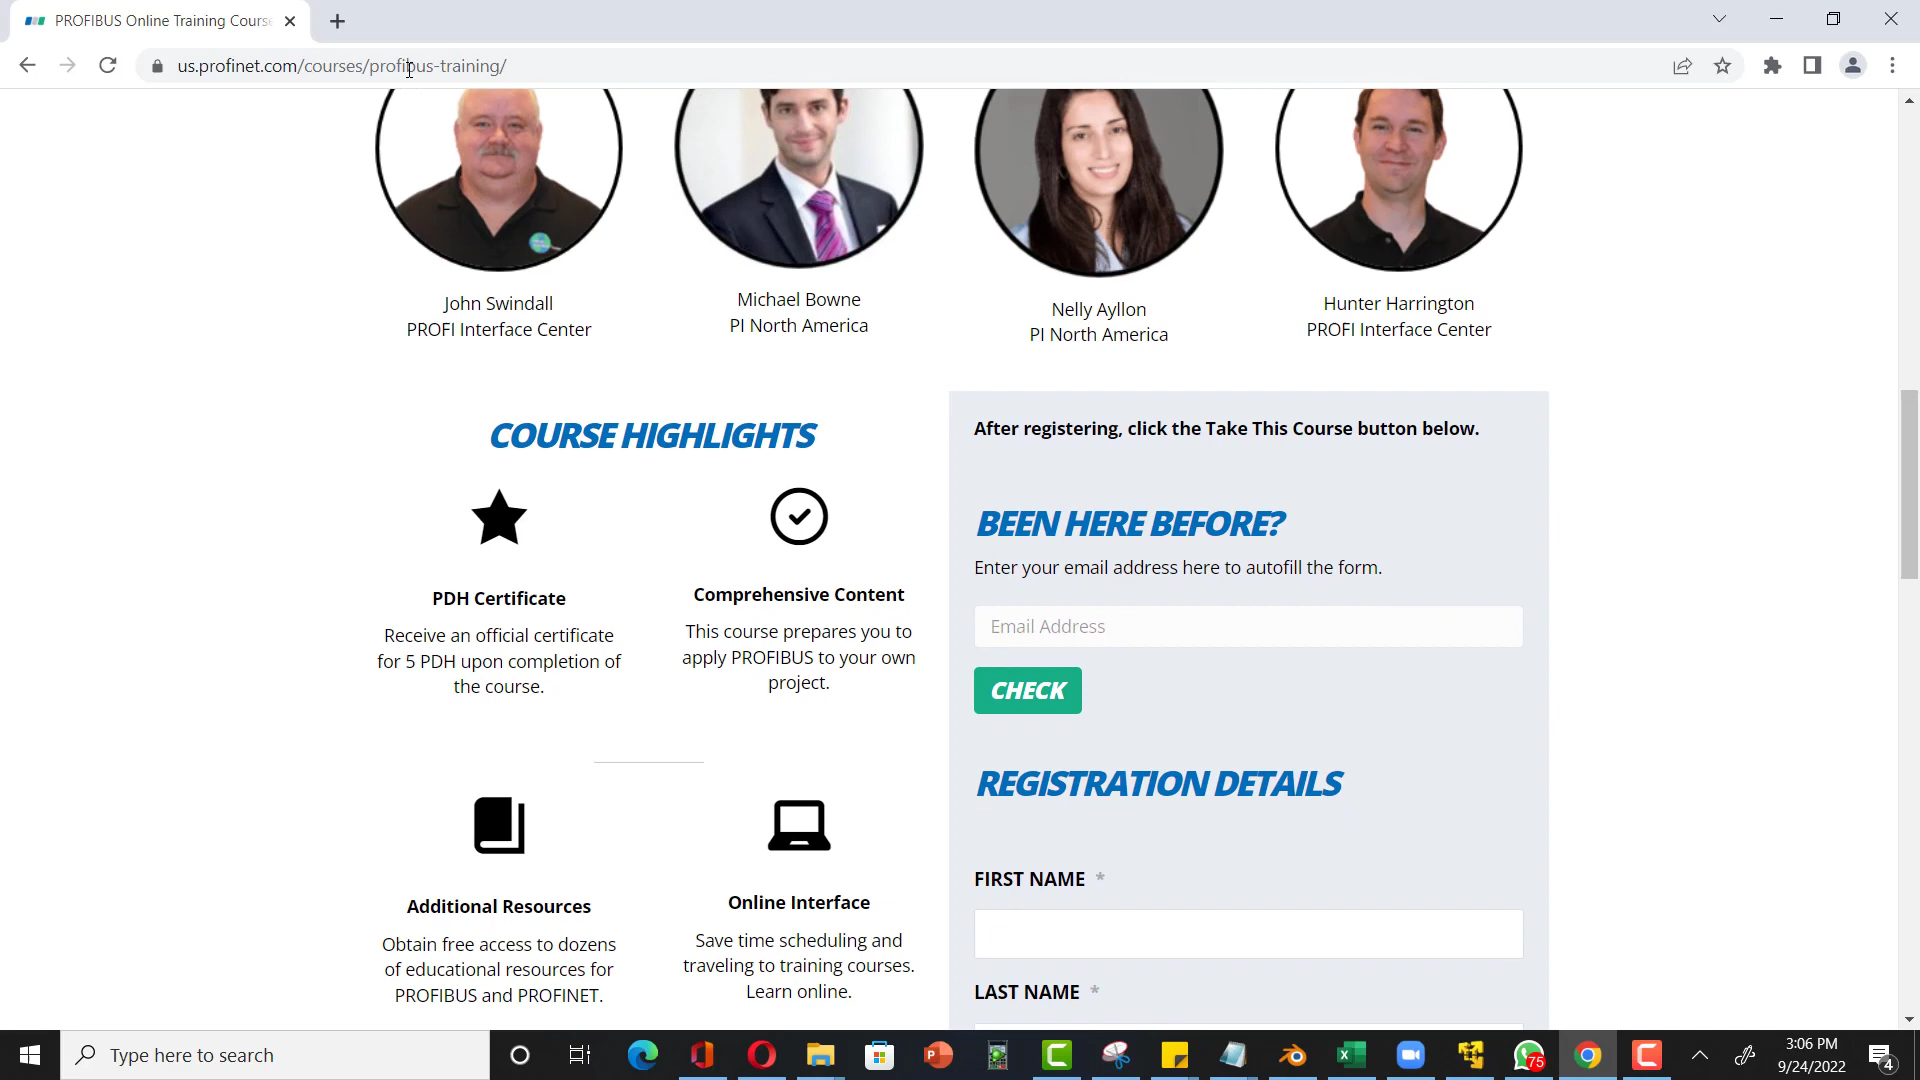 PROFIBUS Online Training Course
us.profinet.com/courses/profibus-training/
John Swindall
PROFI Interface Center
Michael Bowne
PI North America
Nelly Ayllon
PI North America
Hunter Harrington
PROFI Interface Center
COURSE HIGHLIGHTS
PDH Certificate
Receive an official certificate
for 5 PDH upon completion of
the course.
Comprehensive Content
This course prepares you to
apply PROFIBUS to your own
project.
Additional Resources
Obtain free access to dozens
of educational resources for
PROFIBUS and PROFINET.
Online Interface
Save time scheduling and
traveling to training courses.
Learn online.
After registering, click the Take This Course button below.
BEEN HERE BEFORE?
Enter your email address here to autofill the form.
Email Address
CHECK
REGISTRATION DETAILS
FIRST NAME *
LAST NAME *
Type here to search
75
3:06 PM
9/24/2022
4